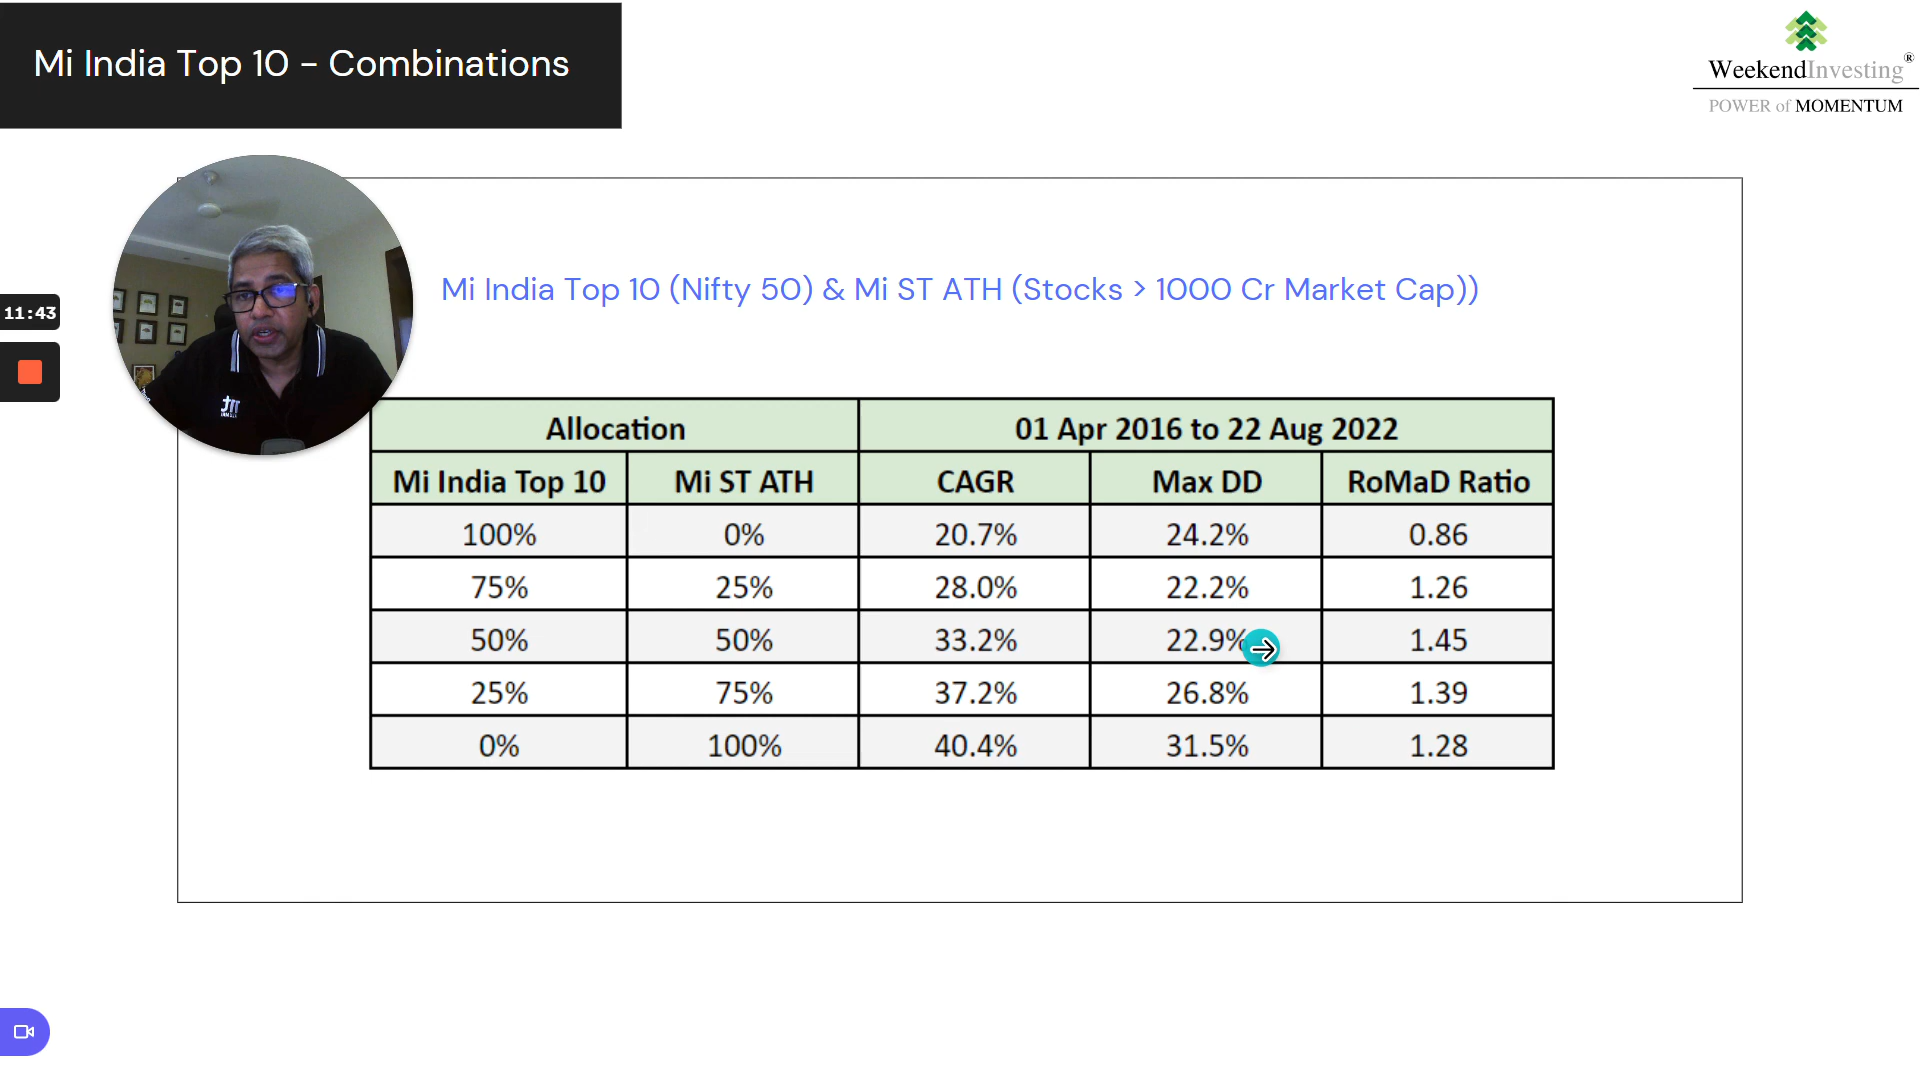 Mi India Top 10 - Combinations
WeekendInvesting®
POWER of MOMENTUM
11:43
Mi India Top 10 (Nifty 50) & Mi ST ATH (Stocks > 1000 Cr Market Cap))
Allocation 01 Apr 2016 to 22 Aug 2022
Mi India Top 10 Mi ST ATH CAGR Max DD RoMaD Ratio
100% 0% 20.7% 24.2% 0.86
75% 25% 28.0% 22.2% 1.26
50% 50% 33.2% 22.9% 1.45
25% 75% 37.2% 26.8% 1.39
0% 100% 40.4% 31.5% 1.28